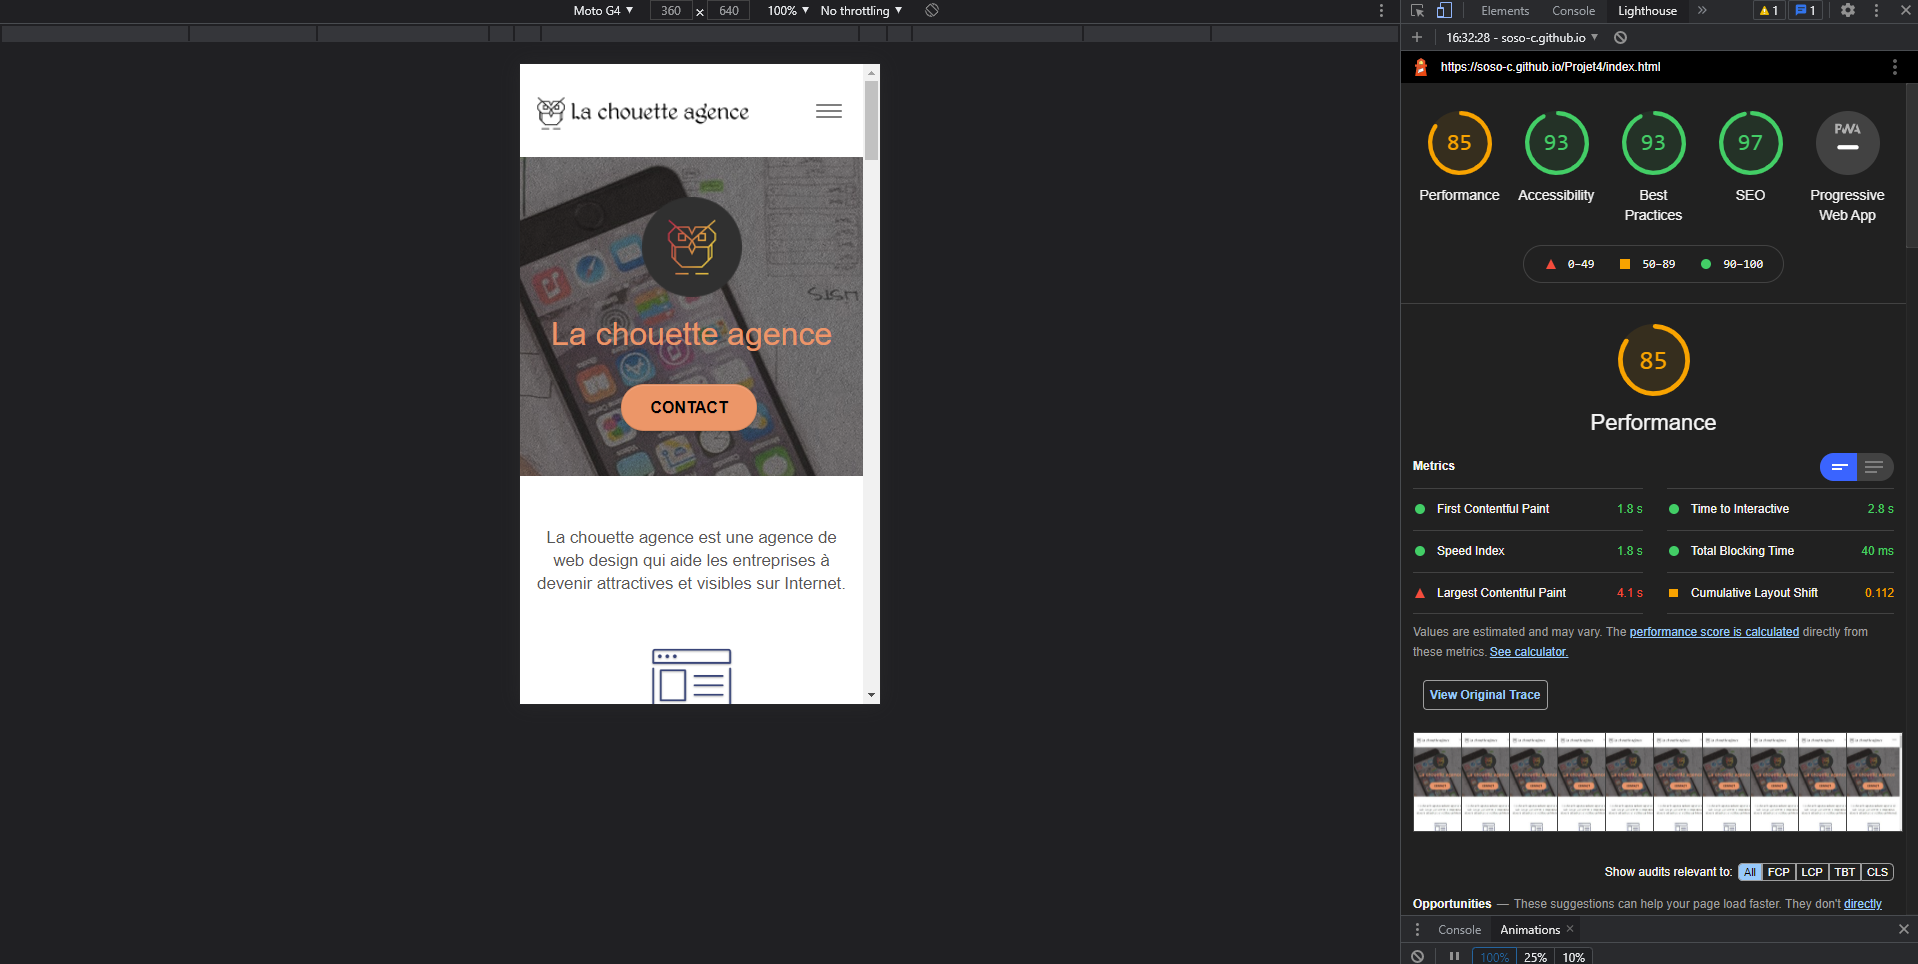 Moto G4 ▼ 360 × 640 100% ▼ No throttling ▼
Elements Console Lighthouse » 1 1
+ 16:32:28 - soso-c.github.io ▼
https://soso-c.github.io/Projet4/index.html
La chouette agence
La chouette agence
CONTACT
La chouette agence est une agence de
web design qui aide les entreprises à
devenir attractives et visibles sur Internet.
85 93 93 97 PWA
Performance Accessibility Best Practices SEO Progressive Web App
0–49 50–89 90–100
85
Performance
Metrics
First Contentful Paint 1.8 s
Time to Interactive 2.8 s
Speed Index 1.8 s
Total Blocking Time 40 ms
Largest Contentful Paint 4.1 s
Cumulative Layout Shift 0.112
Values are estimated and may vary. The performance score is calculated directly from
these metrics. See calculator.
View Original Trace
Show audits relevant to: All FCP LCP TBT CLS
Opportunities — These suggestions can help your page load faster. They don't directly
Console Animations ×
100% 25% 10%